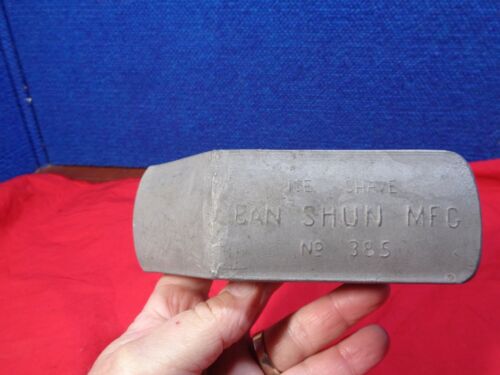 ICE SHAVE
BAN SHUN MFG
Nº 385